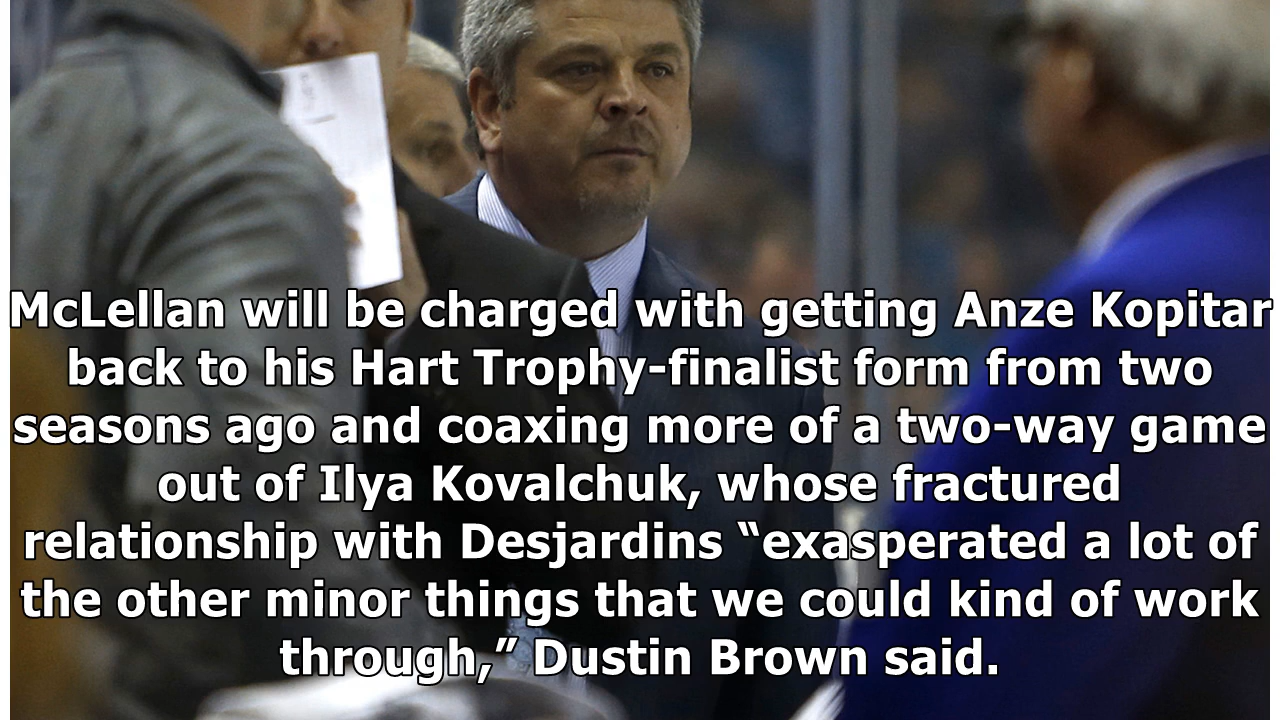 McLellan will be charged with getting Anze Kopitar
back to his Hart Trophy-finalist form from two
seasons ago and coaxing more of a two-way game
out of Ilya Kovalchuk, whose fractured
relationship with Desjardins “exasperated a lot of
the other minor things that we could kind of work
through,” Dustin Brown said.